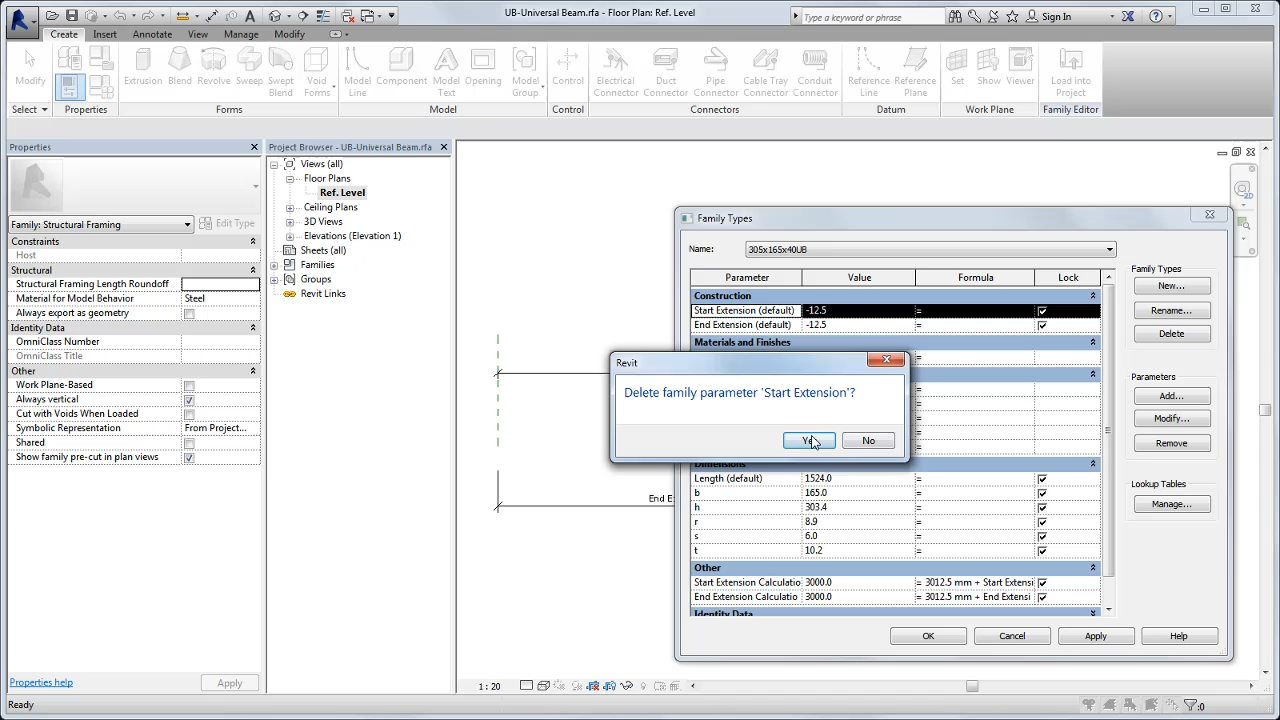 UB-Universal Beam.rfa - Floor Plan: Ref. Level
Type a keyword or phrase
Sign In
Create
Insert
Annotate
View
Manage
Modify
Modify
Extrusion
Blend
Revolve
Sweep
Swept Blend
Void Forms
Model Line
Component
Model Text
Opening
Model Group
Control
Electrical Connector
Duct Connector
Pipe Connector
Cable Tray Connector
Conduit Connector
Reference Line
Reference Plane
Set
Show
Viewer
Load into Project
Select
Properties
Forms
Model
Control
Connectors
Datum
Work Plane
Family Editor
Properties
Family: Structural Framing
Edit Type
Constraints
Host
Structural
Structural Framing Length Roundoff
Material for Model Behavior Steel
Always export as geometry
Identity Data
OmniClass Number
OmniClass Title
Other
Work Plane-Based
Always vertical
Cut with Voids When Loaded
Symbolic Representation From Project...
Shared
Show family pre-cut in plan views
Properties help
Apply
Project Browser - UB-Universal Beam.rfa
Views (all)
Floor Plans
Ref. Level
Ceiling Plans
3D Views
Elevations (Elevation 1)
Sheets (all)
Families
Groups
Revit Links
End E
Family Types
Name: 305x165x40UB
Parameter Value Formula Lock
Construction
Start Extension (default) -12.5 =
End Extension (default) -12.5 =
Materials and Finishes
=
=
=
=
=
=
Dimensions
Length (default) 1524.0 =
b 165.0 =
h 303.4 =
r 8.9 =
s 6.0 =
t 10.2 =
Other
Start Extension Calculatio 3000.0 = 3012.5 mm + Start Extensi
End Extension Calculatio 3000.0 = 3012.5 mm + End Extensi
Identity Data
Family Types
New...
Rename...
Delete
Parameters
Add...
Modify...
Remove
Lookup Tables
Manage...
OK
Cancel
Apply
Help
Revit
Delete family parameter 'Start Extension'?
Yes
No
1 : 20
Ready
:0